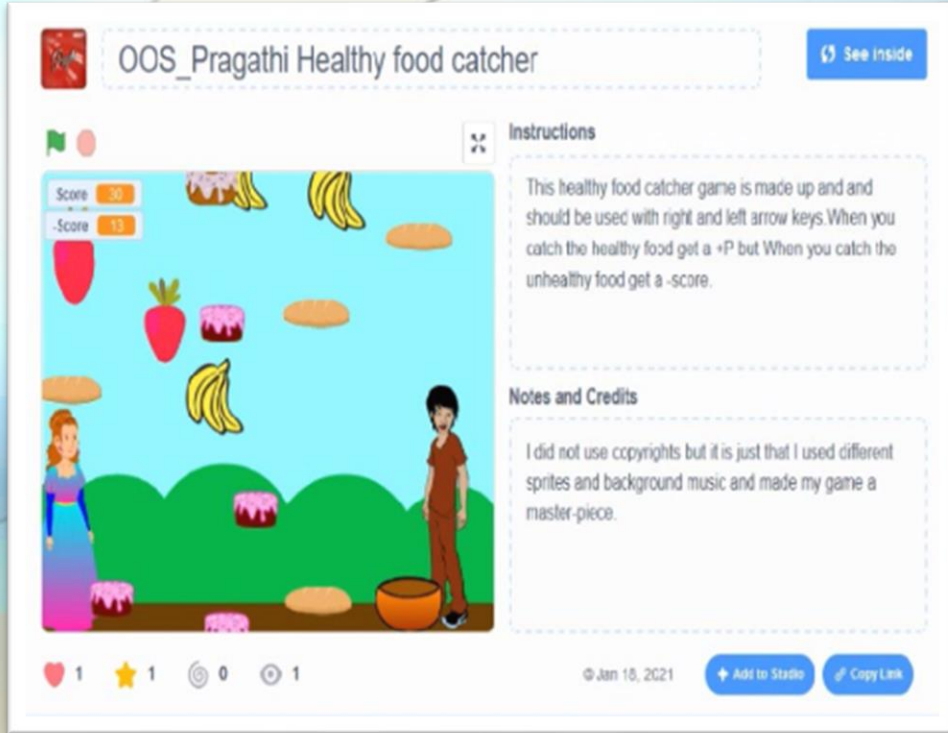 OOS_Pragathi Healthy food catcher
See inside
Instructions
Score 30
-Score 13
This healthy food catcher game is made up and and
should be used with right and left arrow keys.When you
catch the healthy food get a +P but When you catch the
unhealthy food get a -score.
Notes and Credits
I did not use copyrights but it is just that I used different
sprites and background music and made my game a
master-piece.
1 1 0 1
© Jan 18, 2021
Add to Studio
Copy Link